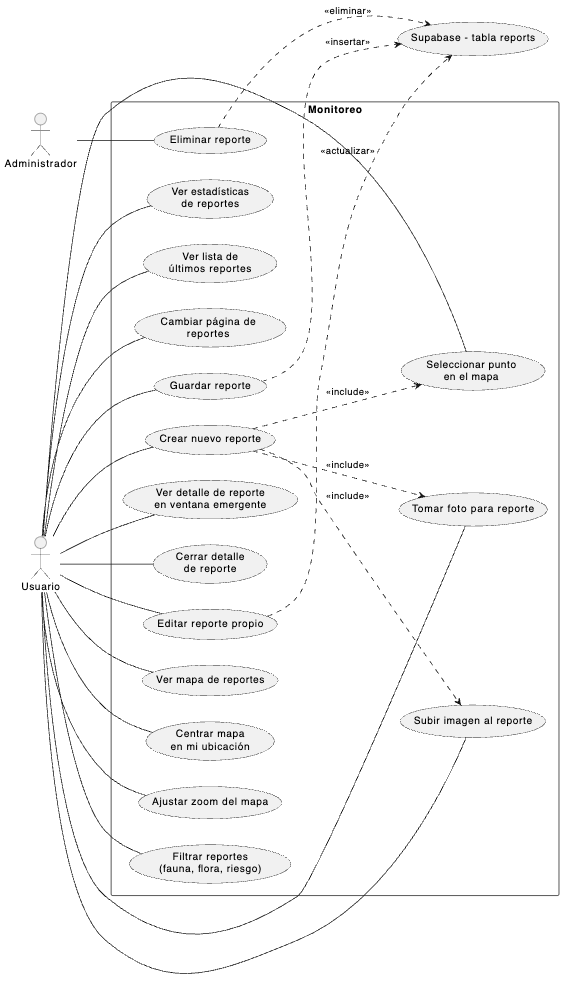 «eliminar»
Supabase - tabla reports
«insertar»
Monitoreo
Administrador
Eliminar reporte
«actualizar»
Ver estadísticas
de reportes
Ver lista de
últimos reportes
Cambiar página de
reportes
Seleccionar punto
en el mapa
Guardar reporte
«include»
Crear nuevo reporte
«include»
Ver detalle de reporte
en ventana emergente
«include»
Tomar foto para reporte
Cerrar detalle
de reporte
Usuario
Editar reporte propio
Ver mapa de reportes
Subir imagen al reporte
Centrar mapa
en mi ubicación
Ajustar zoom del mapa
Filtrar reportes
(fauna, flora, riesgo)